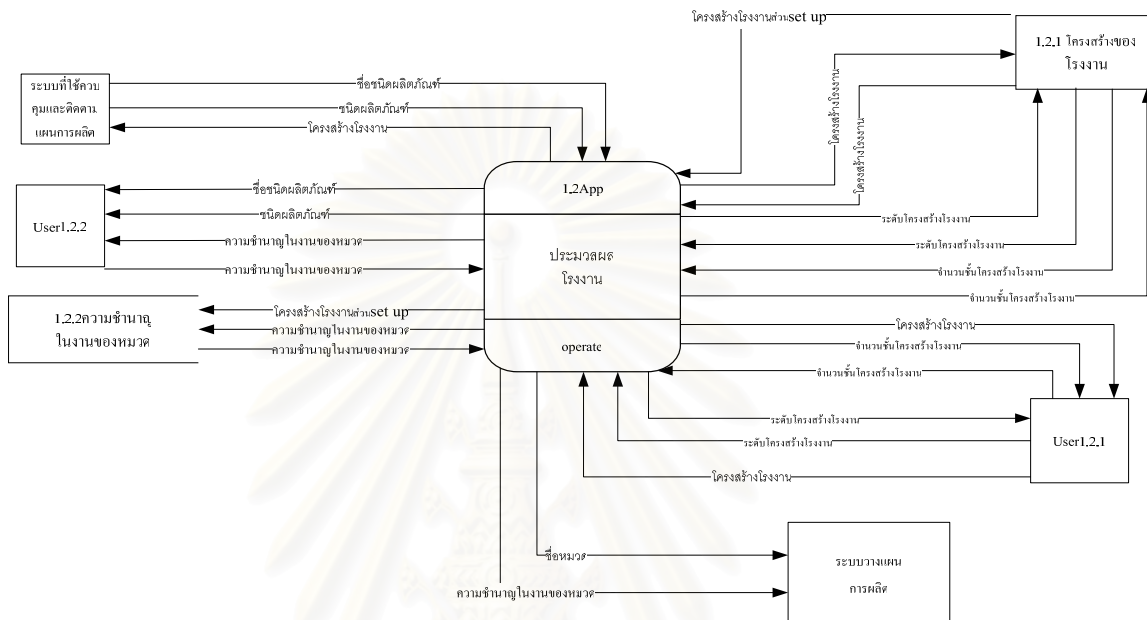 โครงสร้างโรงงานส่วนset up
1.2.1 โครงสร้างของ
โรงงาน
ระบบที่ใช้ควบ
คุมและติดตาม
แผนการผลิต
ชื่อชนิดผลิตภัณฑ์
ชนิดผลิตภัณฑ์
โครงสร้างโรงงาน
โครงสร้างโรงงาน
โครงสร้างโรงงาน
1.2App
ชื่อชนิดผลิตภัณฑ์
ชนิดผลิตภัณฑ์
User1.2.2
ความชำนาญในงานของหมวด
ความชำนาญในงานของหมวด
ระดับโครงสร้างโรงงาน
ระดับโครงสร้างโรงงาน
ประมวลผล
โรงงาน
จำนวนชั้นโครงสร้างโรงงาน
จำนวนชั้นโครงสร้างโรงงาน
1.2.2ความชำนาญ
ในงานของหมวด
โครงสร้างโรงงานส่วนset up
ความชำนาญในงานของหมวด
ความชำนาญในงานของหมวด
operate
โครงสร้างโรงงาน
จำนวนชั้นโครงสร้างโรงงาน
จำนวนชั้นโครงสร้างโรงงาน
ระดับโครงสร้างโรงงาน
ระดับโครงสร้างโรงงาน
User1.2.1
โครงสร้างโรงงาน
ชื่อหมวด
ความชำนาญในงานของหมวด
ระบบวางแผน
การผลิต